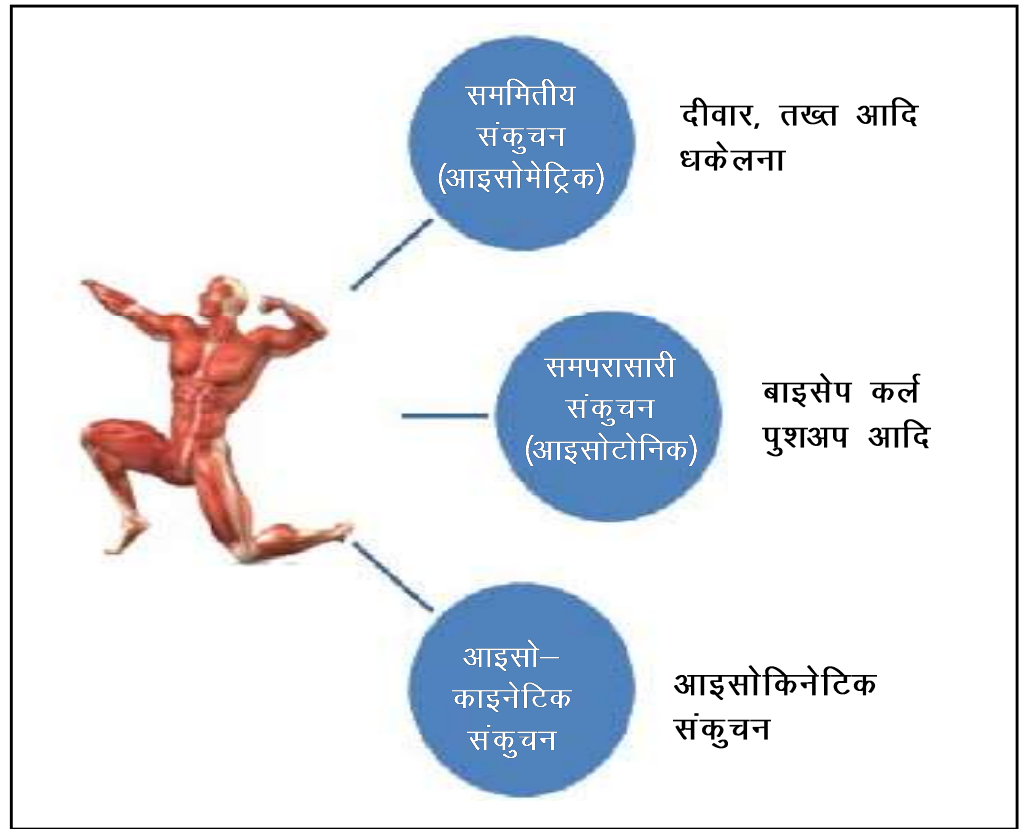 सममितीय
संकुचन
(आइसोमेट्रिक)
दीवार, तख्त आदि
धकेलना
समपरासारी
संकुचन
(आइसोटोनिक)
बाइसेप कर्ल
पुशअप आदि
आइसो–
काइनेटिक
संकुचन
आइसोकिनेटिक
संकुचन